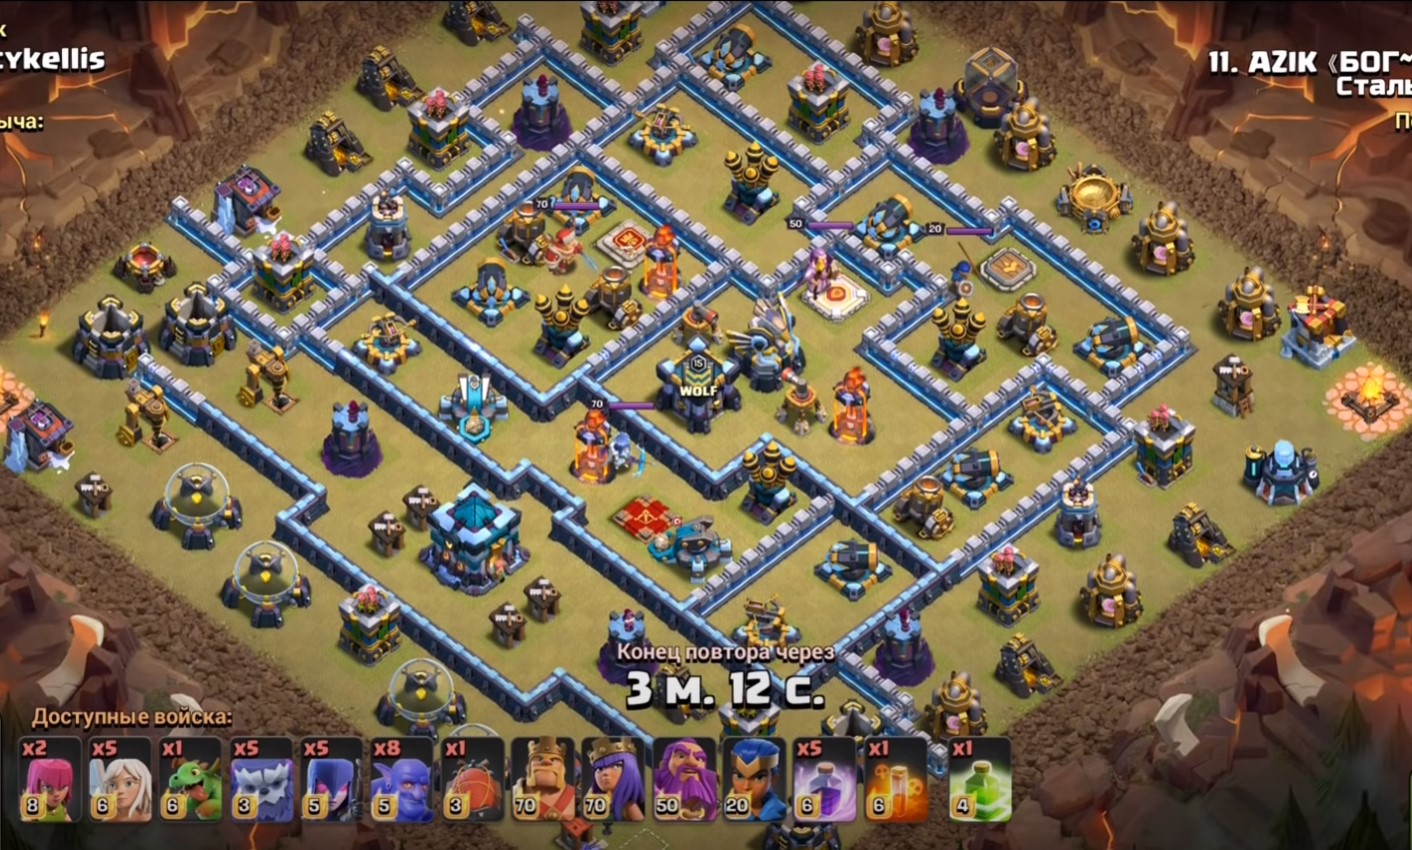 к
cykellis
ыча:
11. AZIK 《БОГ~
Сталь
П
70
50
20
15
WOLF
70
Конец повтора через
3 м. 12 с.
Доступные войска:
x2 x5 x1 x5 x5 x8 x1 x5 x1 x1
8 6 6 3 5 5 3 70 70 50 20 6 6 4